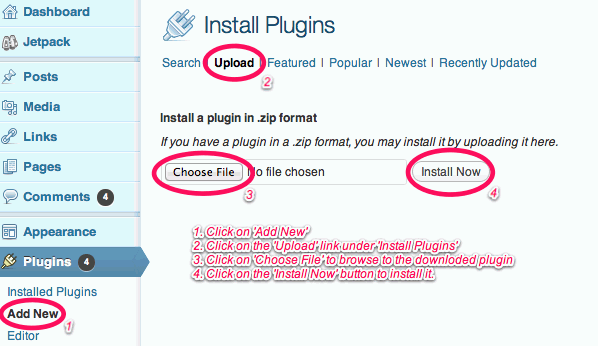 Dashboard
Jetpack
Posts
Media
Links
Pages
Comments 4
Appearance
Plugins 4
Installed Plugins
Add New 1
Editor
Install Plugins
Search Upload | Featured | Popular | Newest | Recently Updated
2
Install a plugin in .zip format
If you have a plugin in a .zip format, you may install it by uploading it here.
Choose File No file chosen Install Now
3 4
1. Click on 'Add New'
2. Click on the 'Upload' link under 'Install Plugins'
3. Click on 'Choose File' to browse to the downloded plugin
4. Click on the 'Install Now' button to install it.